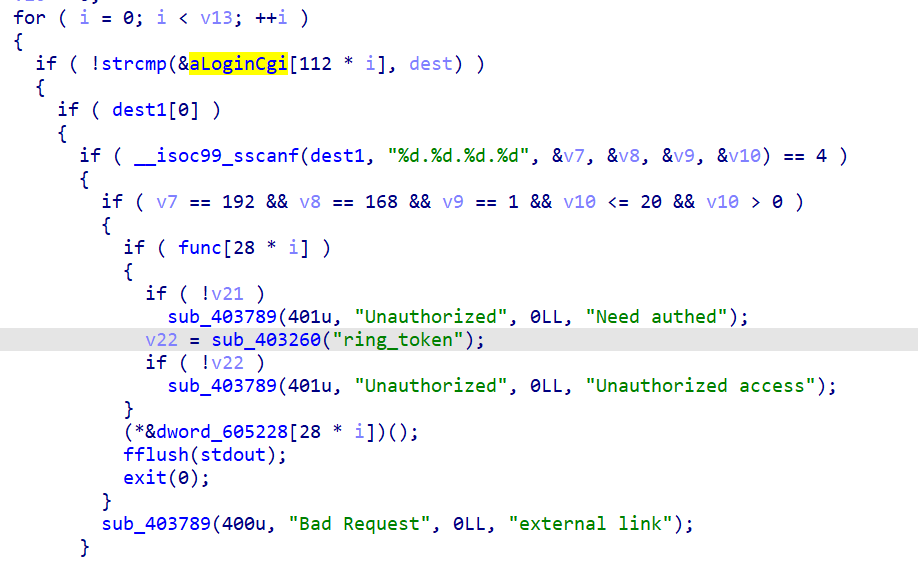 for ( i = 0; i < v13; ++i )
{
if ( !strcmp(&aLoginCgi[112 * i], dest) )
{
if ( dest1[0] )
{
if ( __isoc99_sscanf(dest1, "%d.%d.%d.%d", &v7, &v8, &v9, &v10) == 4 )
{
if ( v7 == 192 && v8 == 168 && v9 == 1 && v10 <= 20 && v10 > 0 )
{
if ( func[28 * i] )
{
if ( !v21 )
sub_403789(401u, "Unauthorized", 0LL, "Need authed");
v22 = sub_403260("ring_token");
if ( !v22 )
sub_403789(401u, "Unauthorized", 0LL, "Unauthorized access");
}
(*&dword_605228[28 * i])();
fflush(stdout);
exit(0);
}
sub_403789(400u, "Bad Request", 0LL, "external link");
}